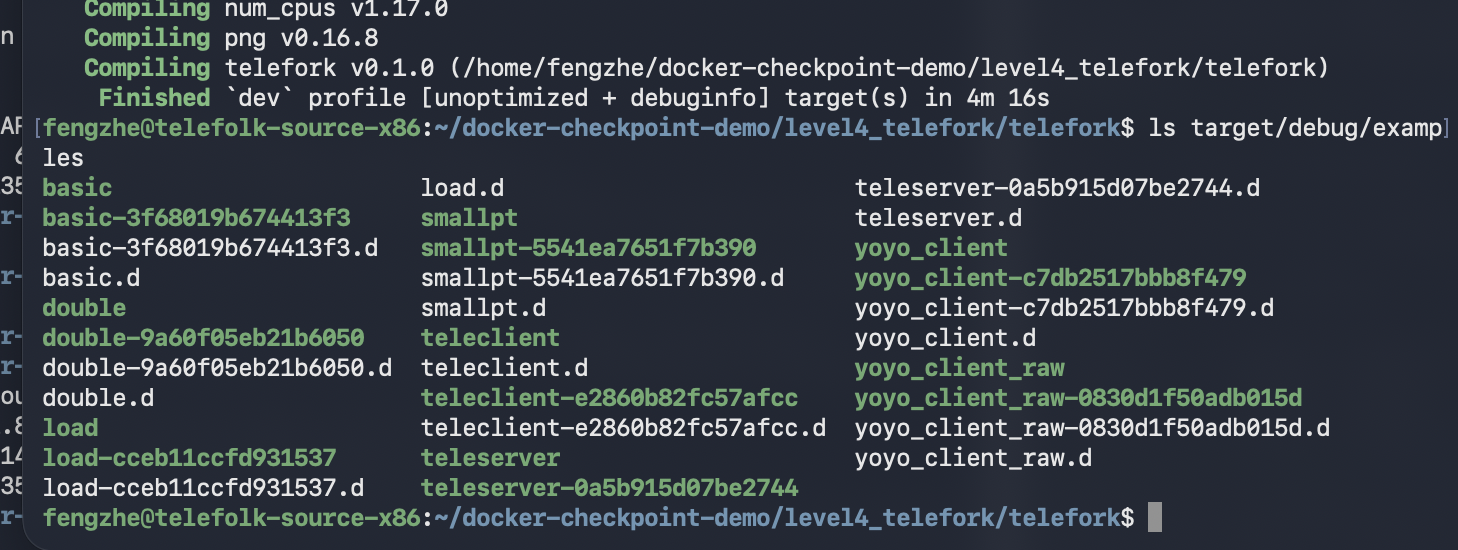 Compiling num_cpus v1.17.0
Compiling png v0.16.8
Compiling telefork v0.1.0 (/home/fengzhe/docker-checkpoint-demo/level4_telefork/telefork)
Finished `dev` profile [unoptimized + debuginfo] target(s) in 4m 16s
[fengzhe@telefolk-source-x86:~/docker-checkpoint-demo/level4_telefork/telefork$ ls target/debug/examp]
les
basic load.d teleserver-0a5b915d07be2744.d
basic-3f68019b674413f3 smallpt teleserver.d
basic-3f68019b674413f3.d smallpt-5541ea7651f7b390 yoyo_client
basic.d smallpt-5541ea7651f7b390.d yoyo_client-c7db2517bbb8f479
double smallpt.d yoyo_client-c7db2517bbb8f479.d
double-9a60f05eb21b6050 teleclient yoyo_client.d
double-9a60f05eb21b6050.d teleclient.d yoyo_client_raw
double.d teleclient-e2860b82fc57afcc yoyo_client_raw-0830d1f50adb015d
load teleclient-e2860b82fc57afcc.d yoyo_client_raw-0830d1f50adb015d.d
load-cceb11ccfd931537 teleserver yoyo_client_raw.d
load-cceb11ccfd931537.d teleserver-0a5b915d07be2744
fengzhe@telefolk-source-x86:~/docker-checkpoint-demo/level4_telefork/telefork$